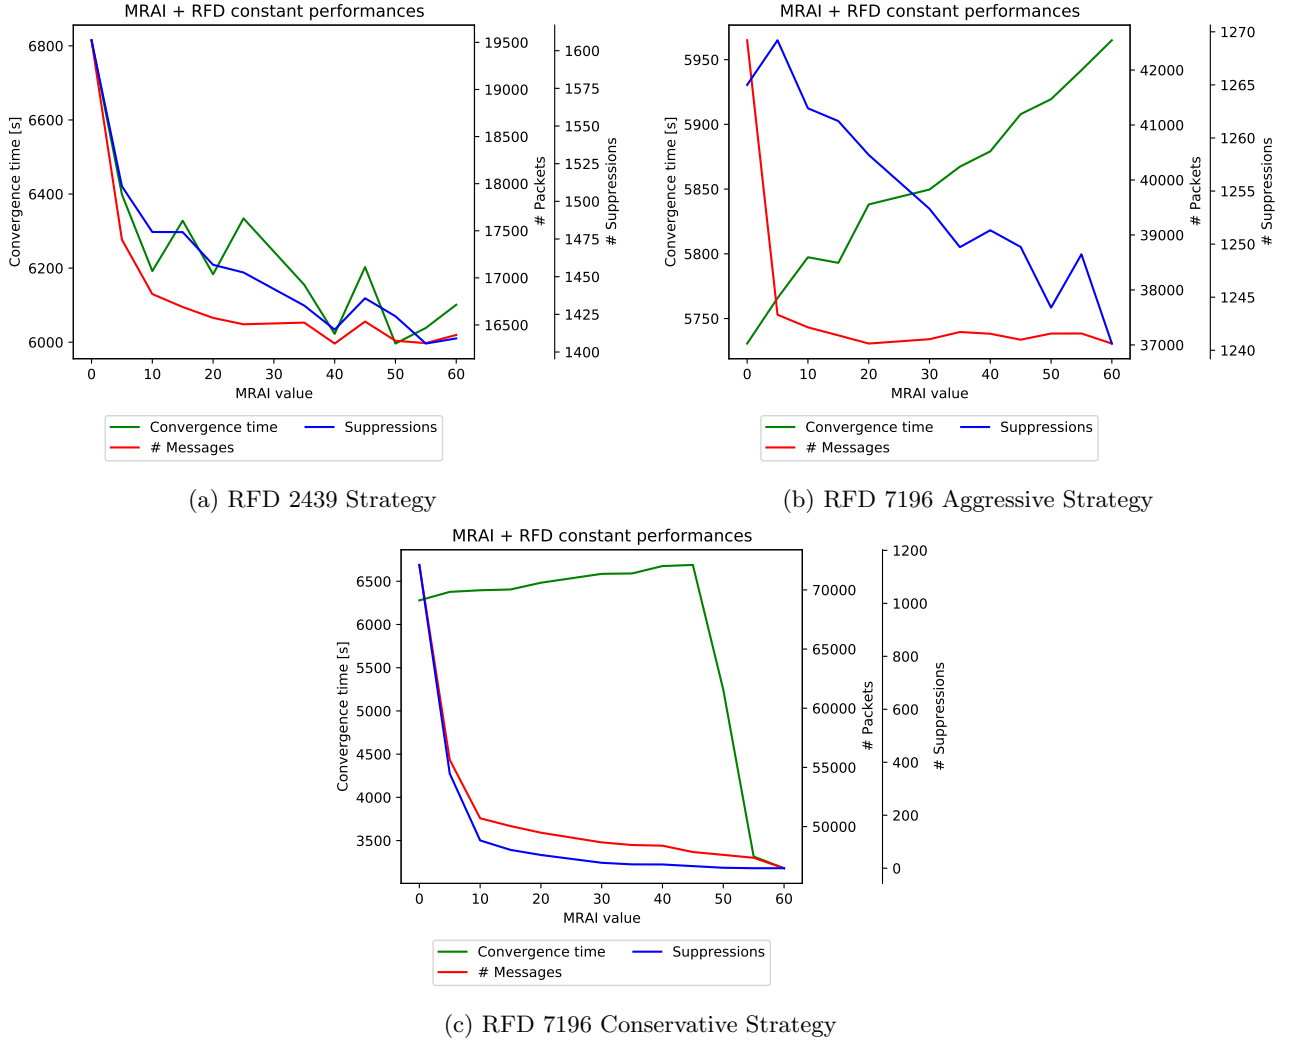 MRAI + RFD constant performances
6800
6600
6400
6200
6000
Convergence time [s]
0 10 20 30 40 50 60
MRAI value
19500
19000
18500
18000
17500
17000
16500
# Packets
1600
1575
1550
1525
1500
1475
1450
1425
1400
# Suppressions
Convergence time
# Messages
Suppressions
(a) RFD 2439 Strategy
MRAI + RFD constant performances
5950
5900
5850
5800
5750
Convergence time [s]
0 10 20 30 40 50 60
MRAI value
42000
41000
40000
39000
38000
37000
# Packets
1270
1265
1260
1255
1250
1245
1240
# Suppressions
Convergence time
# Messages
Suppressions
(b) RFD 7196 Aggressive Strategy
MRAI + RFD constant performances
6500
6000
5500
5000
4500
4000
3500
Convergence time [s]
0 10 20 30 40 50 60
MRAI value
70000
65000
60000
55000
50000
# Packets
1200
1000
800
600
400
200
0
# Suppressions
Convergence time
# Messages
Suppressions
(c) RFD 7196 Conservative Strategy